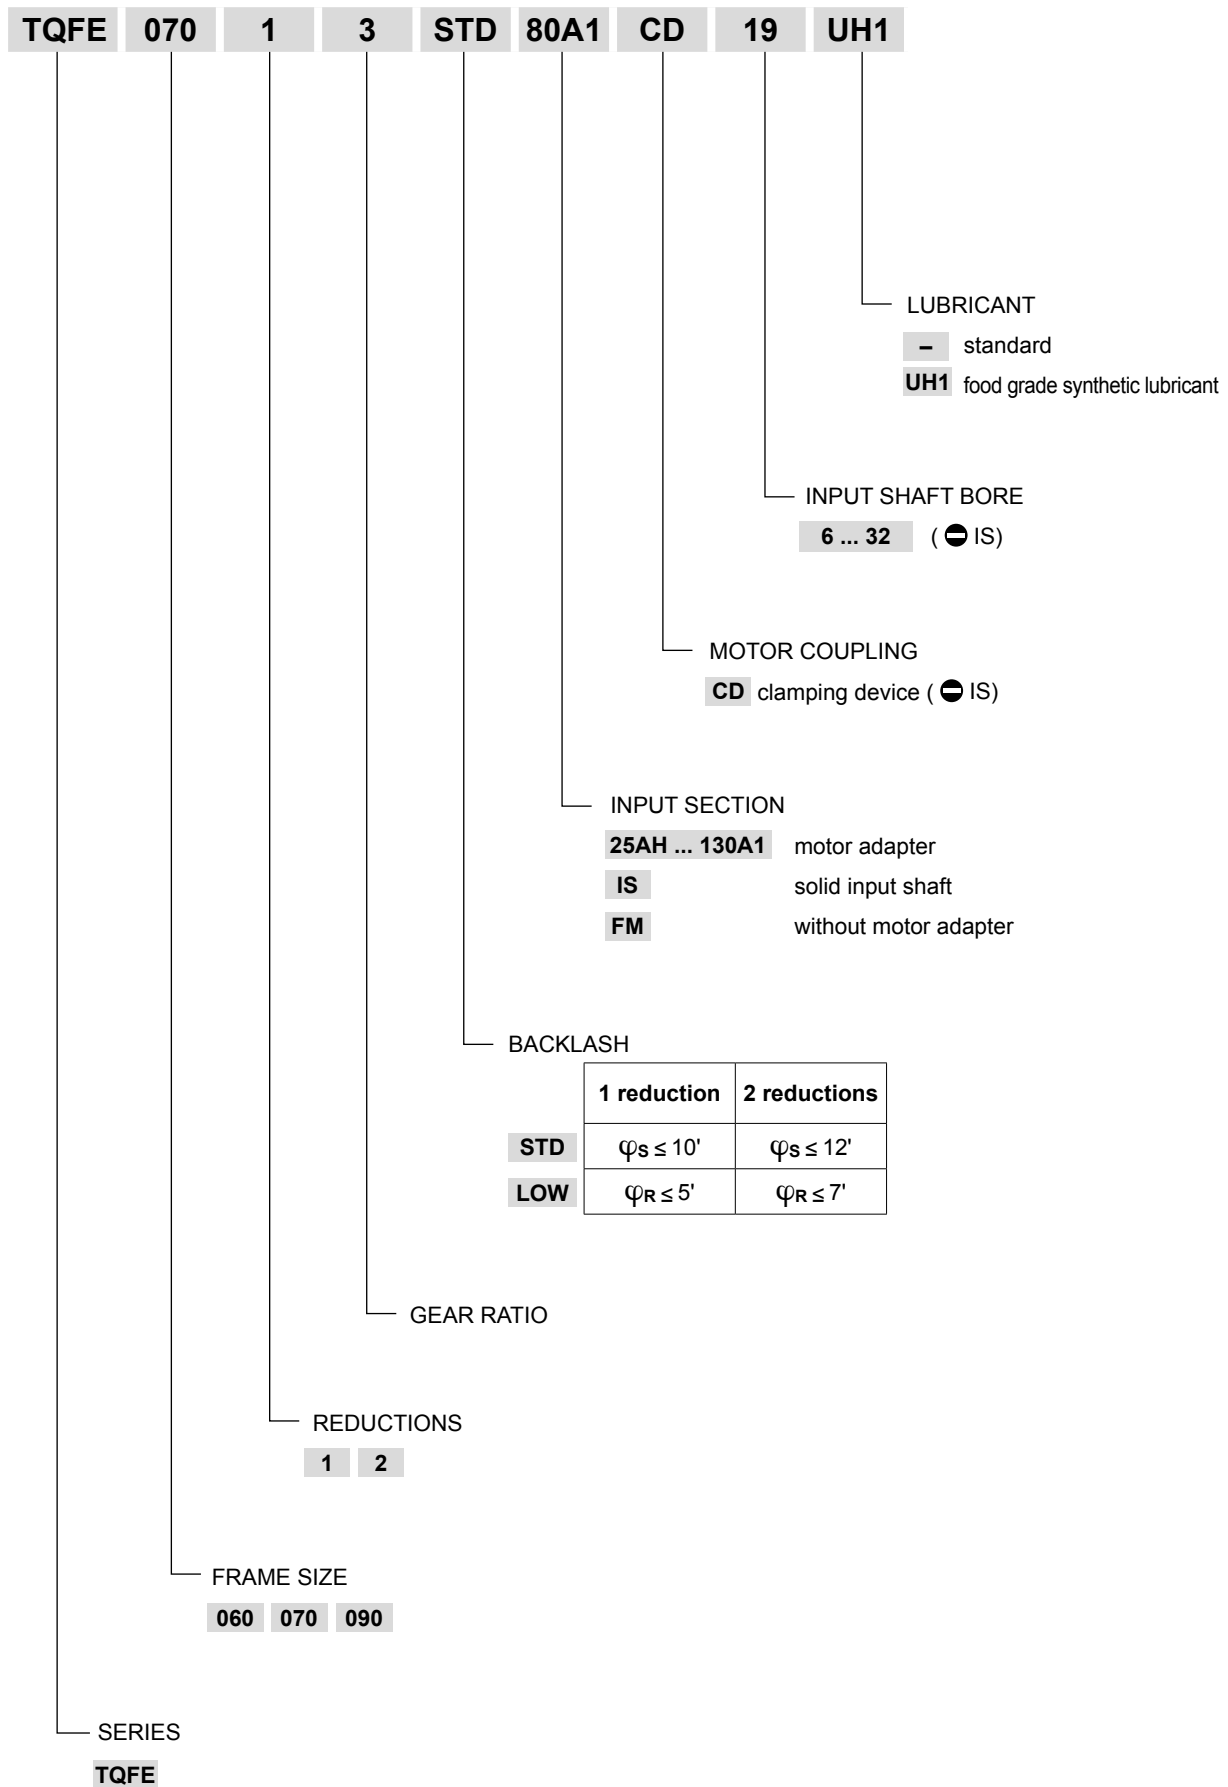 TQFE 070 1 3 STD 80A1 CD 19 UH1
LUBRICANT
– standard
UH1 food grade synthetic lubricant
INPUT SHAFT BORE
6 ... 32 ( IS)
MOTOR COUPLING
CD clamping device ( IS)
INPUT SECTION
25AH ... 130A1 motor adapter
IS solid input shaft
FM without motor adapter
BACKLASH
1 reduction 2 reductions
STD φS ≤ 10' φS ≤ 12'
LOW φR ≤ 5' φR ≤ 7'
GEAR RATIO
REDUCTIONS
1 2
FRAME SIZE
060 070 090
SERIES
TQFE